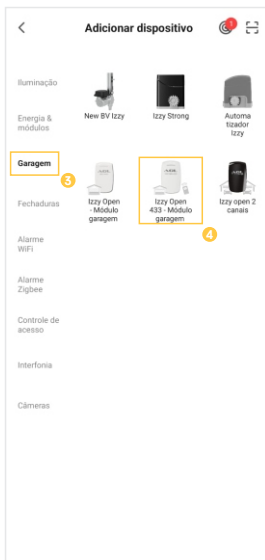 Adicionar dispositivo
1
Iluminação
Energia &
módulos
Garagem
3
Fechaduras
Alarme
WiFi
Alarme
Zigbee
Controle de
acesso
Interfonia
Câmeras
New BV Izzy
Izzy Strong
Automa
tizador
Izzy
Izzy Open
- Módulo
garagem
Izzy Open
433 - Módulo
garagem
4
Izzy open 2
canais